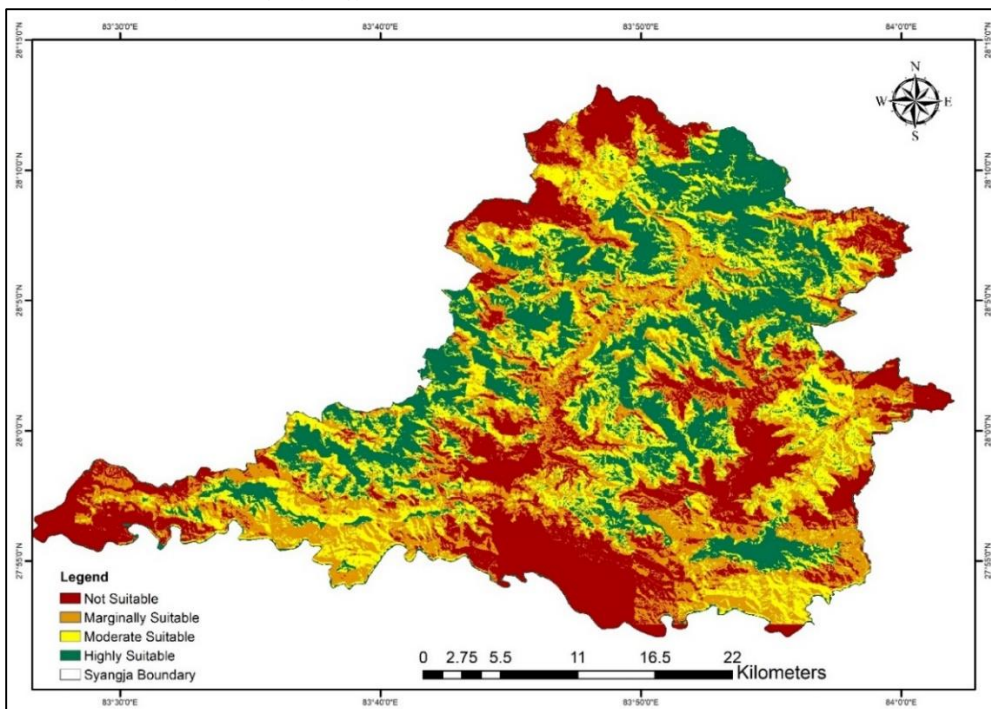 83°30'0"E 83°40'0"E 83°50'0"E 84°0'0"E
28°15'0"N 28°15'0"N
N
W E
S
28°10'0"N 28°10'0"N
28°5'0"N 28°5'0"N
28°0'0"N 28°0'0"N
27°55'0"N 27°55'0"N
Legend
Not Suitable
Marginally Suitable
Moderate Suitable
Highly Suitable
Syangja Boundary
0 2.75 5.5 11 16.5 22
Kilometers
83°30'0"E 83°40'0"E 83°50'0"E 84°0'0"E